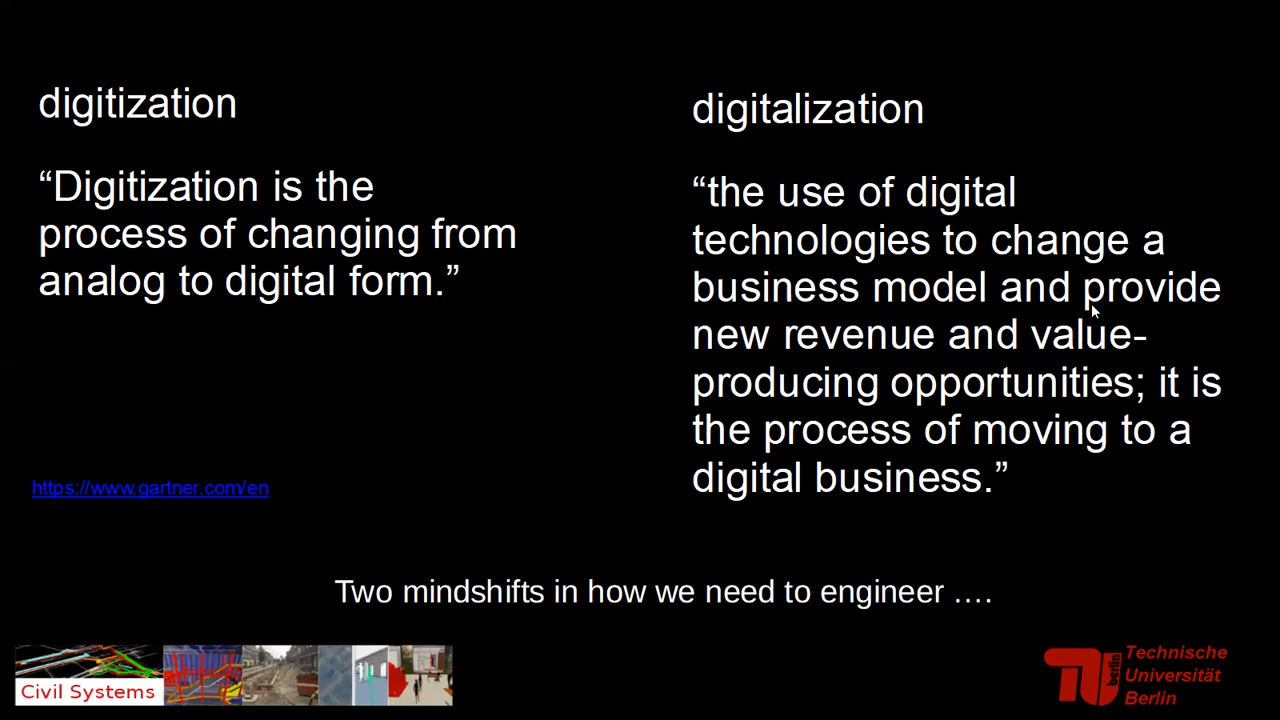 digitization
“Digitization is the
process of changing from
analog to digital form.”
https://www.gartner.com/en
digitalization
“the use of digital
technologies to change a
business model and provide
new revenue and value-
producing opportunities; it is
the process of moving to a
digital business.”
Two mindshifts in how we need to engineer ….
Civil Systems
berlin
Technische
Universität
Berlin